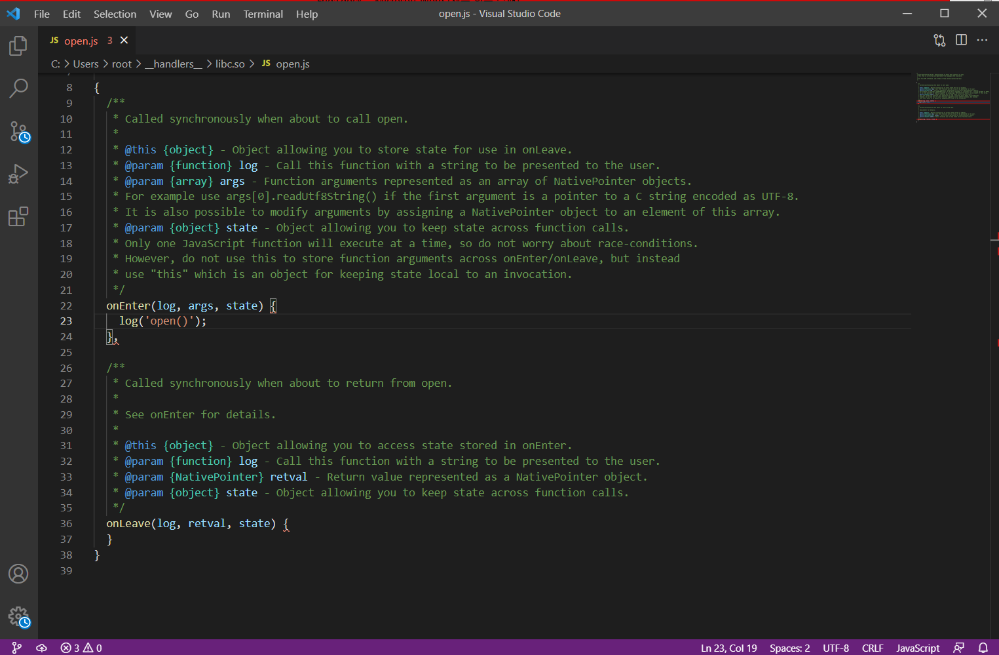 File Edit Selection View Go Run Terminal Help open.js - Visual Studio Code
JS open.js 3
C: > Users > root > __handlers__ > libc.so > JS open.js
8 {
9 /**
10 * Called synchronously when about to call open.
11 *
12 * @this {object} - Object allowing you to store state for use in onLeave.
13 * @param {function} log - Call this function with a string to be presented to the user.
14 * @param {array} args - Function arguments represented as an array of NativePointer objects.
15 * For example use args[0].readUtf8String() if the first argument is a pointer to a C string encoded as UTF-8.
16 * It is also possible to modify arguments by assigning a NativePointer object to an element of this array.
17 * @param {object} state - Object allowing you to keep state across function calls.
18 * Only one JavaScript function will execute at a time, so do not worry about race-conditions.
19 * However, do not use this to store function arguments across onEnter/onLeave, but instead
20 * use "this" which is an object for keeping state local to an invocation.
21 */
22 onEnter(log, args, state) {
23 log('open()');
24 },
25
26 /**
27 * Called synchronously when about to return from open.
28 *
29 * See onEnter for details.
30 *
31 * @this {object} - Object allowing you to access state stored in onEnter.
32 * @param {function} log - Call this function with a string to be presented to the user.
33 * @param {NativePointer} retval - Return value represented as a NativePointer object.
34 * @param {object} state - Object allowing you to keep state across function calls.
35 */
36 onLeave(log, retval, state) {
37 }
38 }
39
3 0 Ln 23, Col 19 Spaces: 2 UTF-8 CRLF JavaScript